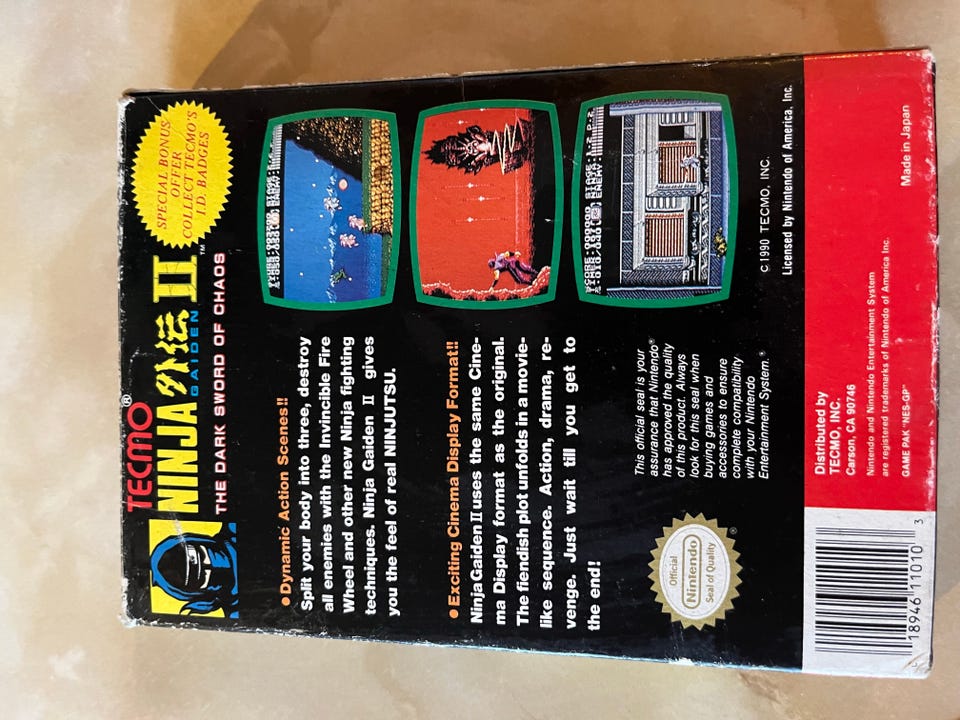 TECMO®
NINJA 外伝 II™
GAIDEN
THE DARK SWORD OF CHAOS
SPECIAL BONUS
OFFER
COLLECT TECMO'S
I.D. BADGES
•Dynamic Action Scenes!!
Split your body into three, destroy
all enemies with the Invincible Fire
Wheel and other new Ninja fighting
techniques. Ninja Gaiden II gives
you the feel of real NINJUTSU.
•Exciting Cinema Display Format!!
Ninja Gaiden II uses the same Cine-
ma Display format as the original.
The fiendish plot unfolds in a movie-
like sequence. Action, drama, re-
venge. Just wait till you get to
the end!
Official
Nintendo
Seal of Quality
®
This official seal is your
assurance that Nintendo®
has approved the quality
of this product. Always
look for this seal when
buying games and
accessories to ensure
complete compatibility
with your Nintendo
Entertainment System.®
© 1990 TECMO, INC.
Licensed by Nintendo of America, Inc.
Distributed by
TECMO, INC.
Carson, CA 90746
Nintendo and Nintendo Entertainment System
are registered trademarks of Nintendo of America Inc.
GAME PAK "NES-GP"
Made in Japan
18946 11010 3